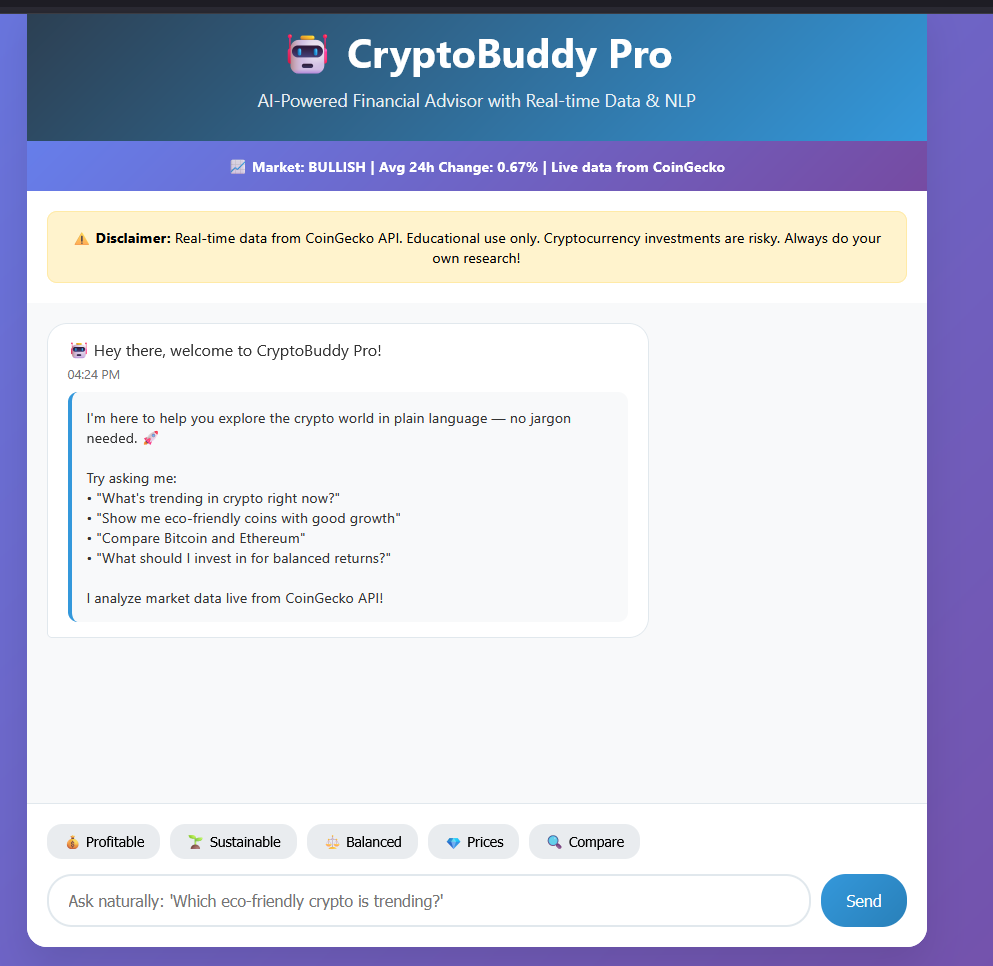 CryptoBuddy Pro
AI-Powered Financial Advisor with Real-time Data & NLP
Market: BULLISH | Avg 24h Change: 0.67% | Live data from CoinGecko
Disclaimer: Real-time data from CoinGecko API. Educational use only. Cryptocurrency investments are risky. Always do your
own research!
Hey there, welcome to CryptoBuddy Pro!
04:24 PM
I'm here to help you explore the crypto world in plain language — no jargon
needed. 🚀
Try asking me:
• "What's trending in crypto right now?"
• "Show me eco-friendly coins with good growth"
• "Compare Bitcoin and Ethereum"
• "What should I invest in for balanced returns?"
I analyze market data live from CoinGecko API!
Profitable
Sustainable
Balanced
Prices
Compare
Ask naturally: 'Which eco-friendly crypto is trending?'
Send